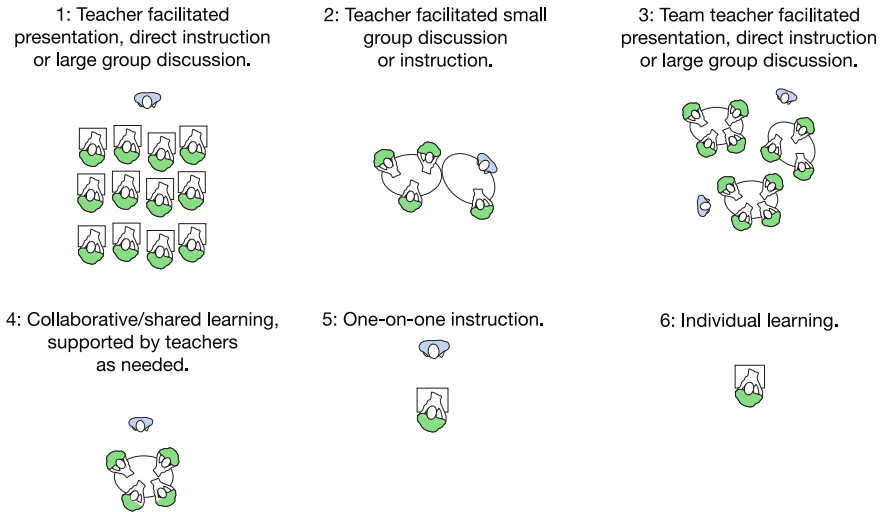 1: Teacher facilitated
presentation, direct instruction
or large group discussion.
2: Teacher facilitated small
group discussion
or instruction.
3: Team teacher facilitated
presentation, direct instruction
or large group discussion.
4: Collaborative/shared learning,
supported by teachers
as needed.
5: One-on-one instruction.
6: Individual learning.